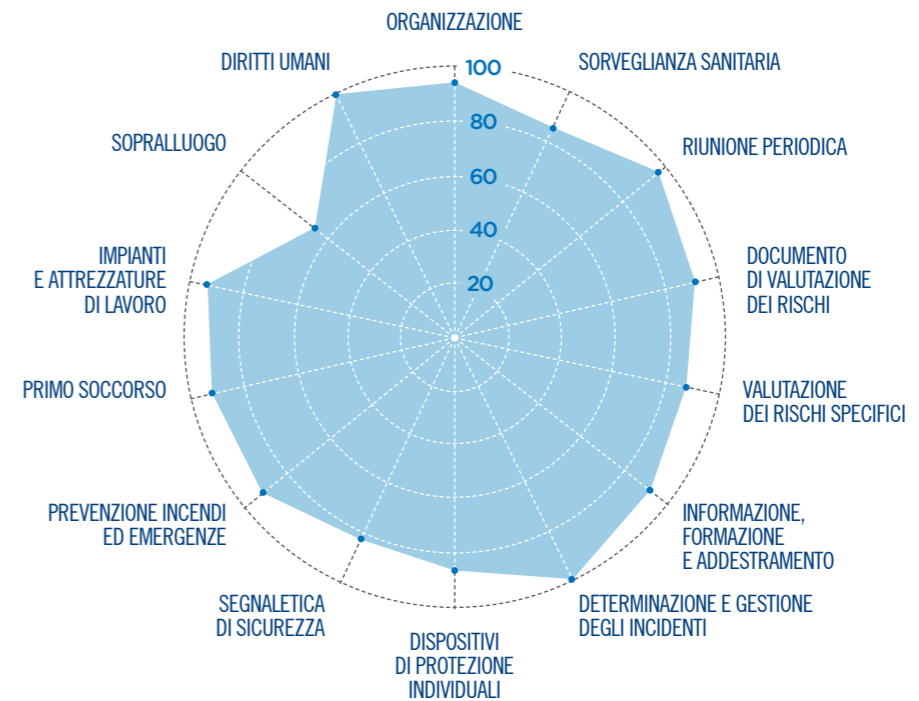 ORGANIZZAZIONE
SORVEGLIANZA SANITARIA
RIUNIONE PERIODICA
DOCUMENTO
DI VALUTAZIONE
DEI RISCHI
VALUTAZIONE
DEI RISCHI SPECIFICI
INFORMAZIONE,
FORMAZIONE
E ADDESTRAMENTO
DETERMINAZIONE E GESTIONE
DEGLI INCIDENTI
DISPOSITIVI
DI PROTEZIONE
INDIVIDUALI
SEGNALETICA
DI SICUREZZA
PREVENZIONE INCENDI
ED EMERGENZE
PRIMO SOCCORSO
IMPIANTI
E ATTREZZATURE
DI LAVORO
SOPRALLUOGO
DIRITTI UMANI
100
80
60
40
20